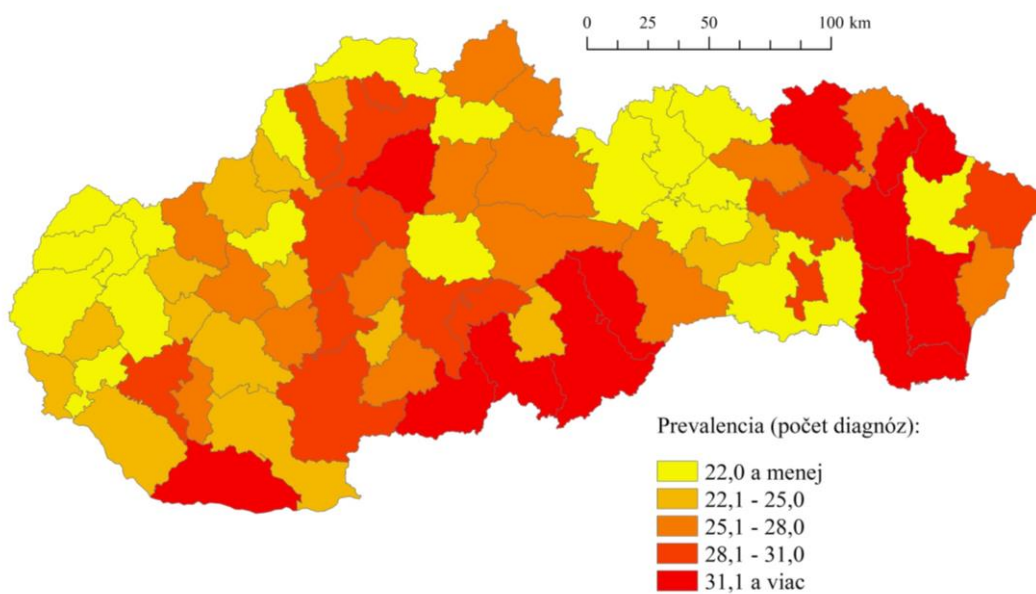 0 25 50 100 km
Prevalencia (počet diagnóz):
22,0 a menej
22,1 - 25,0
25,1 - 28,0
28,1 - 31,0
31,1 a viac